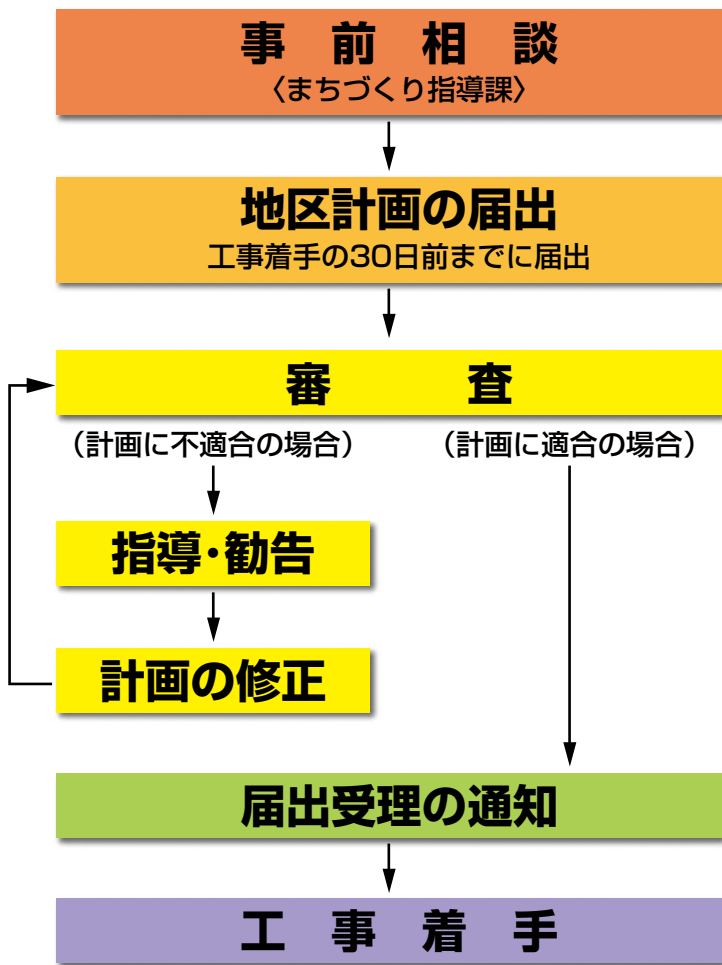 事前相談
〈まちづくり指導課〉
地区計画の届出
工事着手の30日前までに届出
審査
（計画に不適合の場合）
（計画に適合の場合）
指導・勧告
計画の修正
届出受理の通知
工事着手